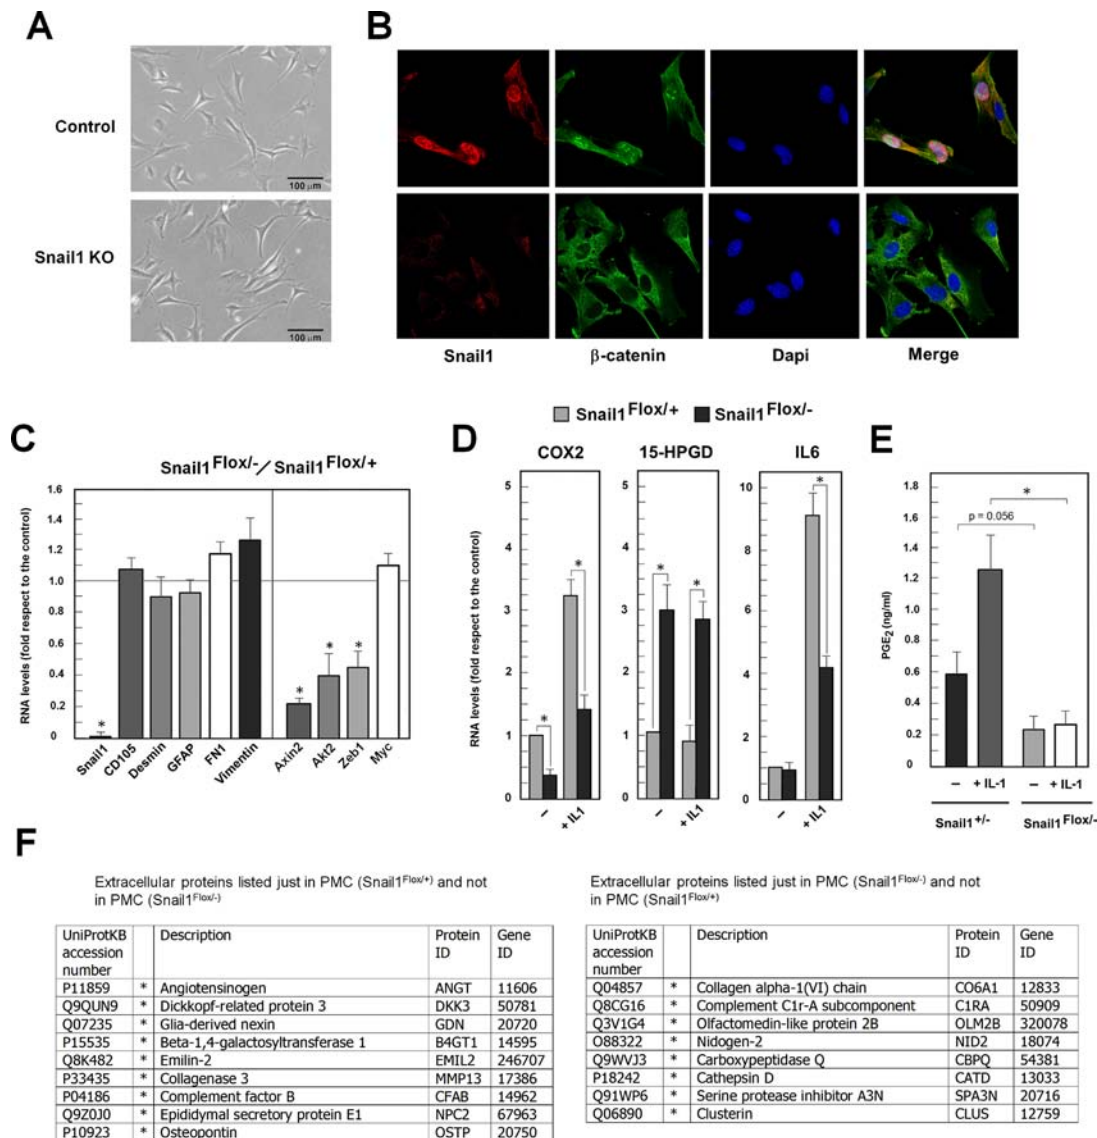 A
Control
100 μm
Snail1 KO
100 μm
B
Snail1
β-catenin
Dapi
Merge
C
Snail1Flox/-/Snail1Flox/+
RNA levels (fold respect to the control)
1.6
1.4
1.2
1.0
0.8
0.6
0.4
0.2
0
*
*
*
*
Snail1
CD105
Desmin
GFAP
FN1
Vimentin
Axin2
Akt2
Zeb1
Myc
Snail1Flox/+
Snail1Flox/-
D
COX2
15-HPGD
IL6
RNA levels (fold respect to the control)
5
4
3
2
1
0
*
*
–
+ IL1
5
4
3
2
1
0
*
*
–
+ IL1
10
8
6
4
2
0
*
–
+ IL1
E
PGE2 (ng/ml)
1.8
1.6
1.4
1.2
1.0
0.8
0.6
0.4
0.2
0
*
p = 0.056
–
+ IL-1
–
+ IL-1
Snail1+/-
Snail1Flox/-
F
Extracellular proteins listed just in PMC (Snail1Flox/+) and not
in PMC (Snail1Flox/-)
UniProtKB accession number Description Protein ID Gene ID
P11859 * Angiotensinogen ANGT 11606
Q9QUN9 * Dickkopf-related protein 3 DKK3 50781
Q07235 * Glia-derived nexin GDN 20720
P15535 * Beta-1,4-galactosyltransferase 1 B4GT1 14595
Q8K482 * Emilin-2 EMIL2 246707
P33435 * Collagenase 3 MMP13 17386
P04186 * Complement factor B CFAB 14962
Q9Z0J0 * Epididymal secretory protein E1 NPC2 67963
P10923 * Osteopontin OSTP 20750
Extracellular proteins listed just in PMC (Snail1Flox/-) and not
in PMC (Snail1Flox/+)
UniProtKB accession number Description Protein ID Gene ID
Q04857 * Collagen alpha-1(VI) chain CO6A1 12833
Q8CG16 * Complement C1r-A subcomponent C1RA 50909
Q3V1G4 * Olfactomedin-like protein 2B OLM2B 320078
O88322 * Nidogen-2 NID2 18074
Q9WVJ3 * Carboxypeptidase Q CBPQ 54381
P18242 * Cathepsin D CATD 13033
Q91WP6 * Serine protease inhibitor A3N SPA3N 20716
Q06890 * Clusterin CLUS 12759